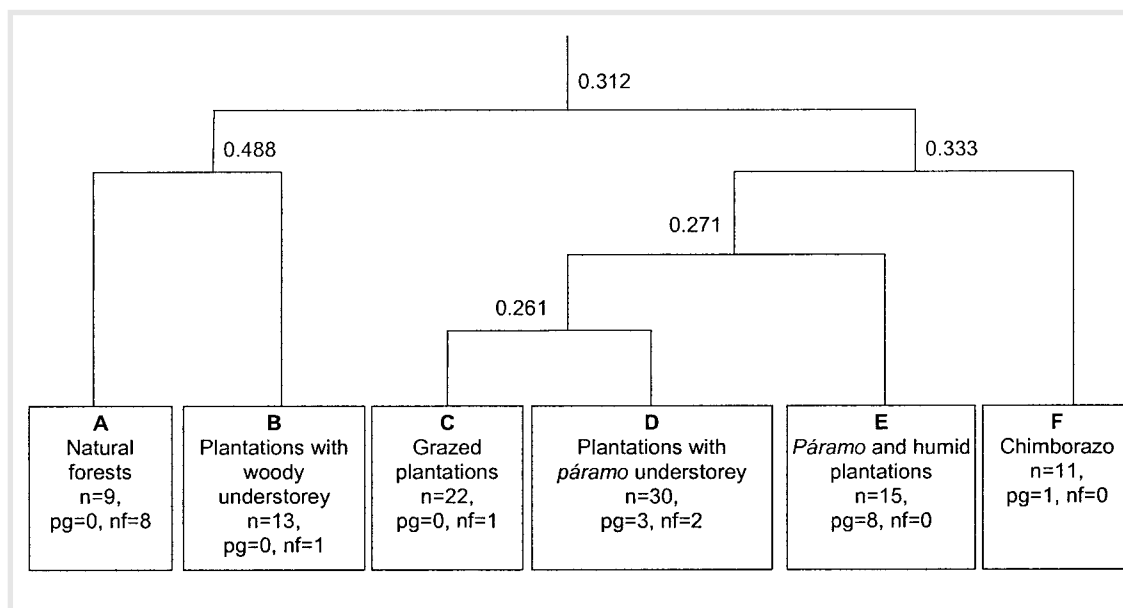 0.312
0.488
0.333
0.271
0.261
A
Natural
forests
n=9,
pg=0, nf=8
B
Plantations with
woody
understorey
n=13,
pg=0, nf=1
C
Grazed
plantations
n=22,
pg=0, nf=1
D
Plantations with
páramo understorey
n=30,
pg=3, nf=2
E
Páramo and humid
plantations
n=15,
pg=8, nf=0
F
Chimborazo
n=11,
pg=1, nf=0